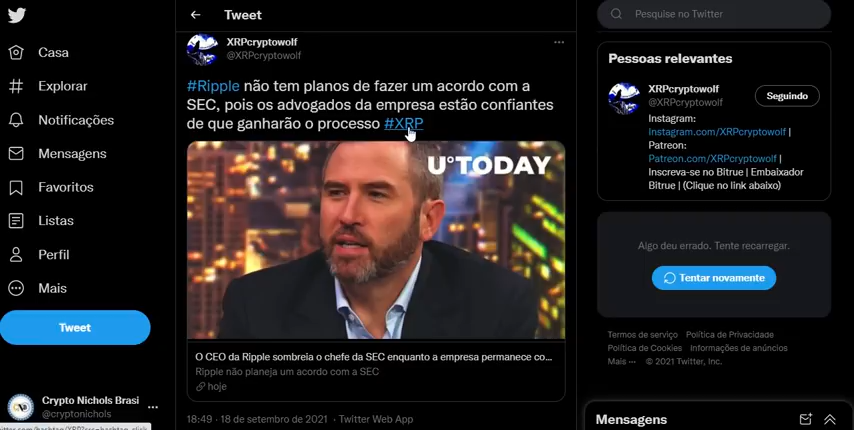 Casa
Explorar
Notificações
Mensagens
Favoritos
Listas
Perfil
Mais
Tweet
Crypto Nichols Brasi
@cryptonichols
Tweet
XRPcryptowolf
@XRPcryptowolf
#Ripple não tem planos de fazer um acordo com a
SEC, pois os advogados da empresa estão confiantes
de que ganharão o processo #XRP
U°TODAY
O CEO da Ripple sombreia o chefe da SEC enquanto a empresa permanece co...
Ripple não planeja um acordo com a SEC
hoje
18:49 · 18 de setembro de 2021 · Twitter Web App
Pesquise no Twitter
Pessoas relevantes
XRPcryptowolf
@XRPcryptowolf
Seguindo
Instagram:
Instagram.com/XRPcryptowolf |
Patreon:
Patreon.com/XRPcryptowolf |
Inscreva-se no Bitrue | Embaixador
Bitrue | (Clique no link abaixo)
Algo deu errado. Tente recarregar.
Tentar novamente
Termos de serviço Política de Privacidade
Política de Cookies Informações de anúncios
Mais ··· © 2021 Twitter, Inc.
Mensagens